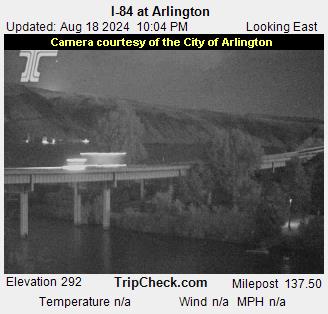 I-84 at Arlington
Updated: Aug 18 2024 10:04 PM Looking East
Camera courtesy of the City of Arlington
Elevation 292 TripCheck.com Milepost 137.50
Temperature n/a Wind n/a MPH n/a